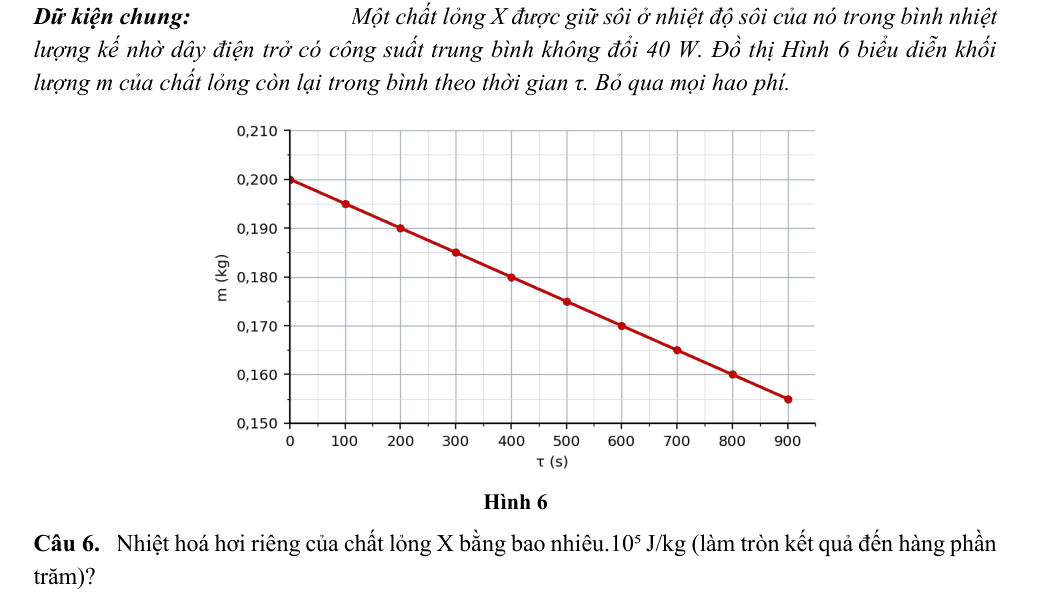 Dữ kiện chung: Một chất lỏng X được giữ sôi ở nhiệt độ sôi của nó trong bình nhiệt
lượng kế nhờ dây điện trở có công suất trung bình không đổi 40 W. Đồ thị Hình 6 biểu diễn khối
lượng m của chất lỏng còn lại trong bình theo thời gian τ. Bỏ qua mọi hao phí.
0,210
0,200
0,190
0,180
0,170
0,160
0,150
m (kg)
0 100 200 300 400 500 600 700 800 900
τ (s)
Hình 6
Câu 6. Nhiệt hoá hơi riêng của chất lỏng X bằng bao nhiêu.10⁵ J/kg (làm tròn kết quả đến hàng phần
trăm)?